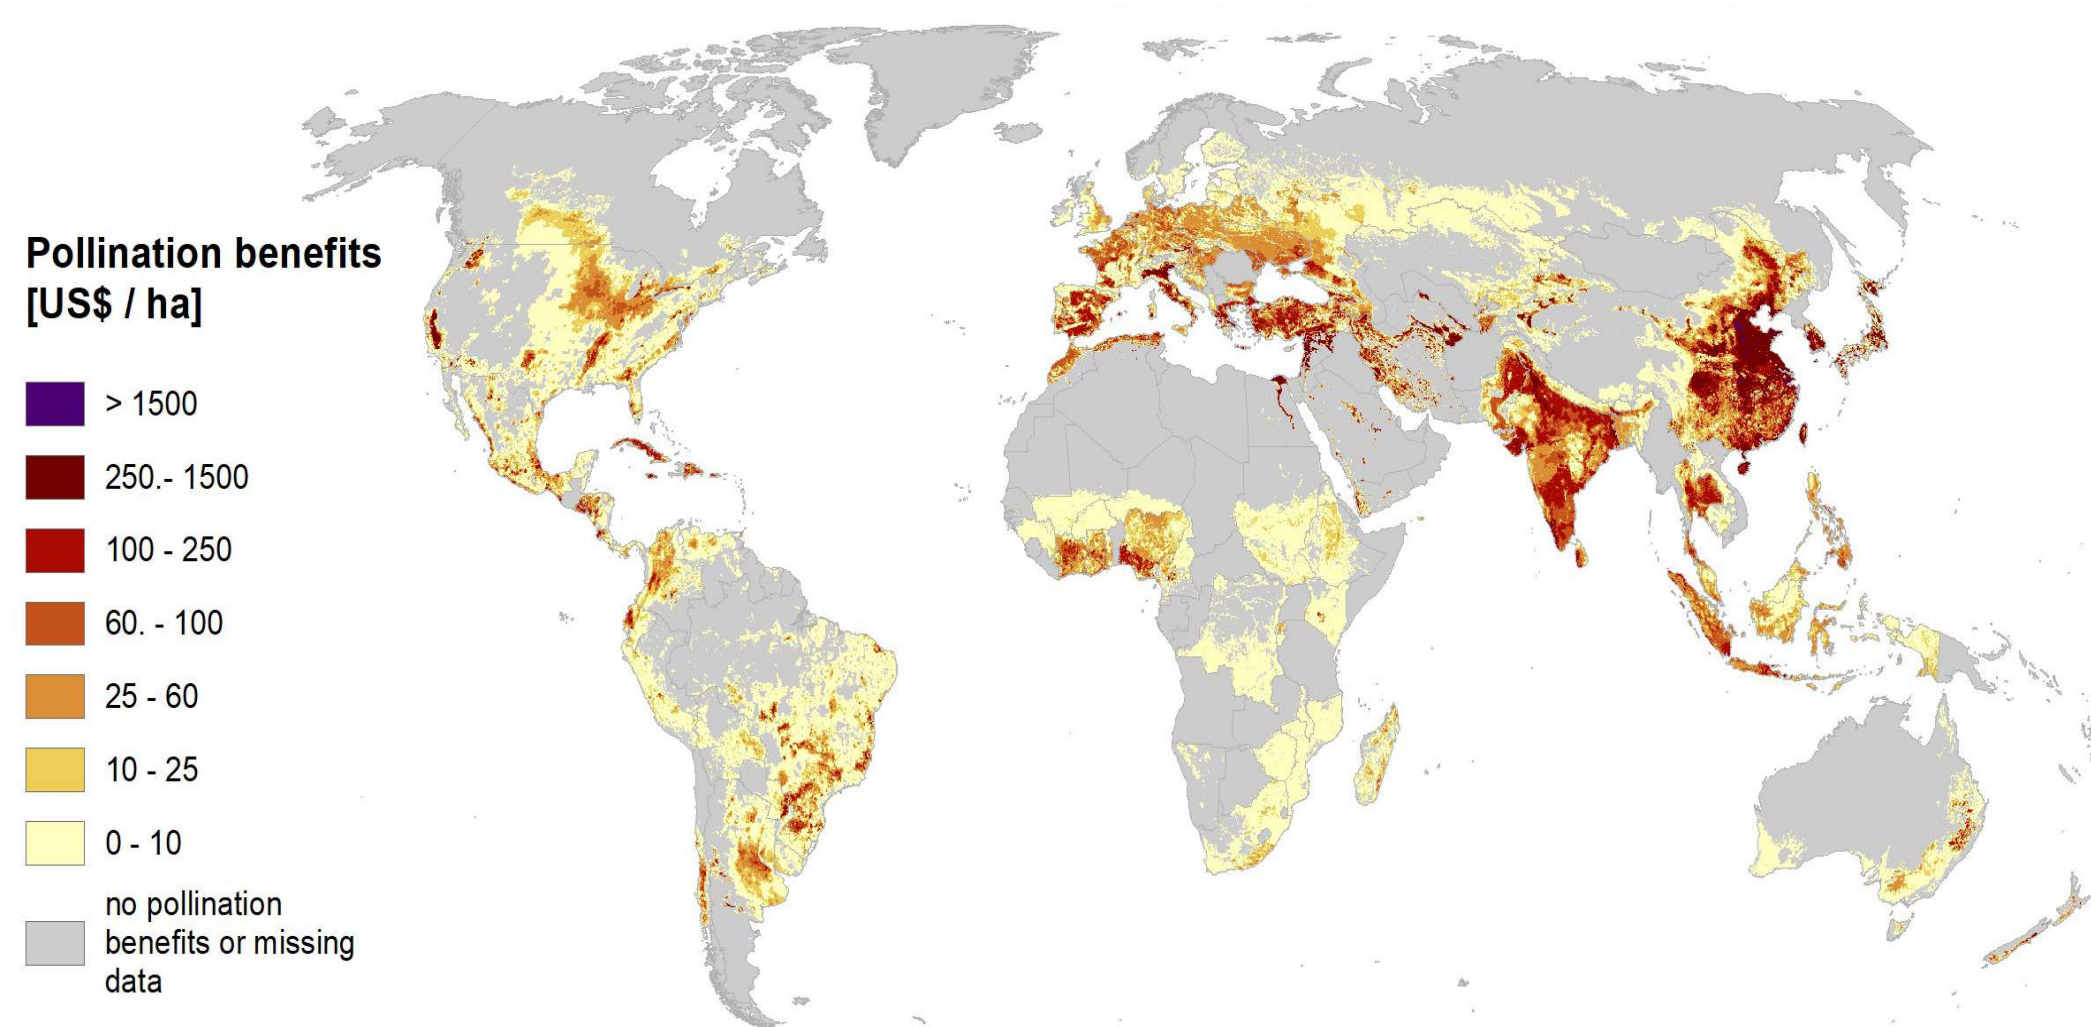 Pollination benefits
[US$ / ha]
> 1500
250.- 1500
100 - 250
60. - 100
25 - 60
10 - 25
0 - 10
no pollination
benefits or missing
data